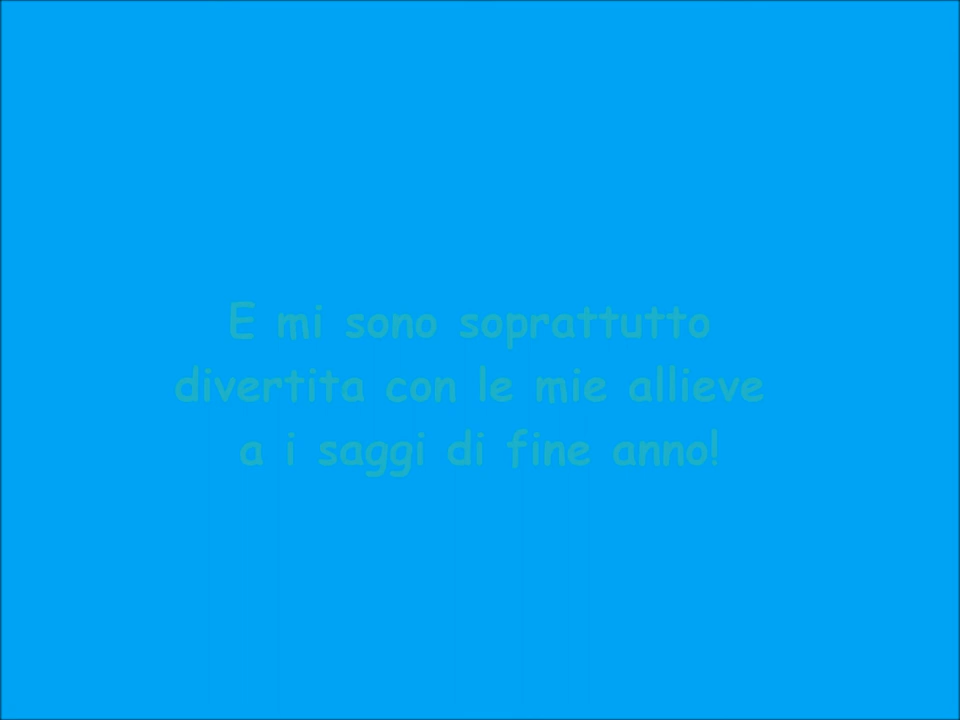 E mi sono soprattutto
divertita con le mie allieve
a i saggi di fine anno!